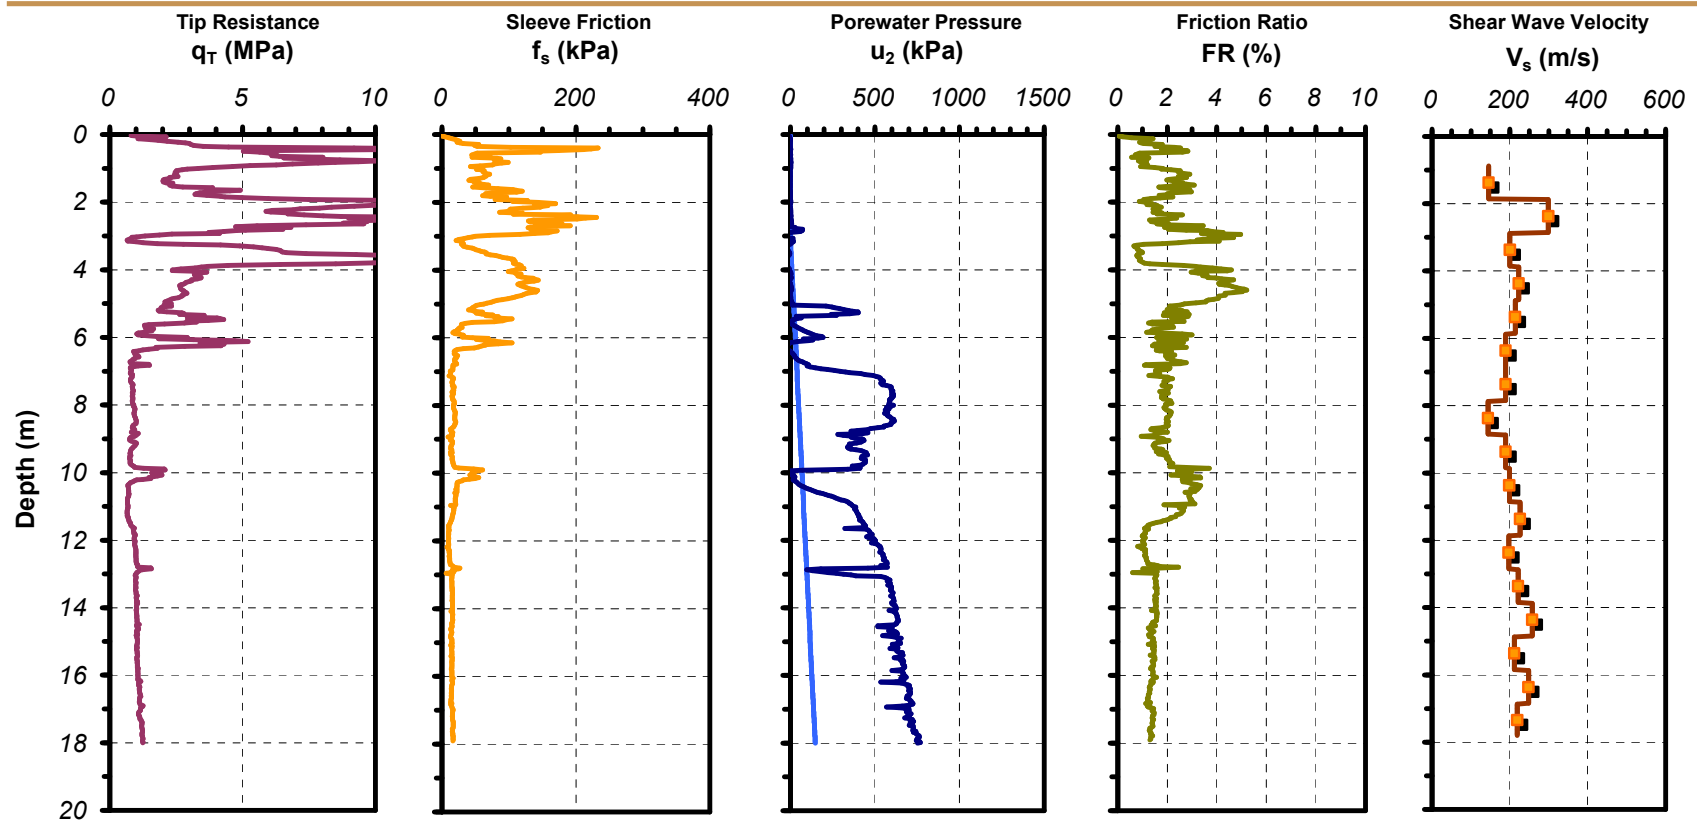 Tip Resistance Sleeve Friction Porewater Pressure Friction Ratio Shear Wave Velocity
qT (MPa) fs (kPa) u2 (kPa) FR (%) Vs (m/s)
0 5 10 0 200 400 0 500 1000 1500 0 2 4 6 8 10 0 200 400 600
0
2
4
6
8
10
12
14
16
18
20
Depth (m)